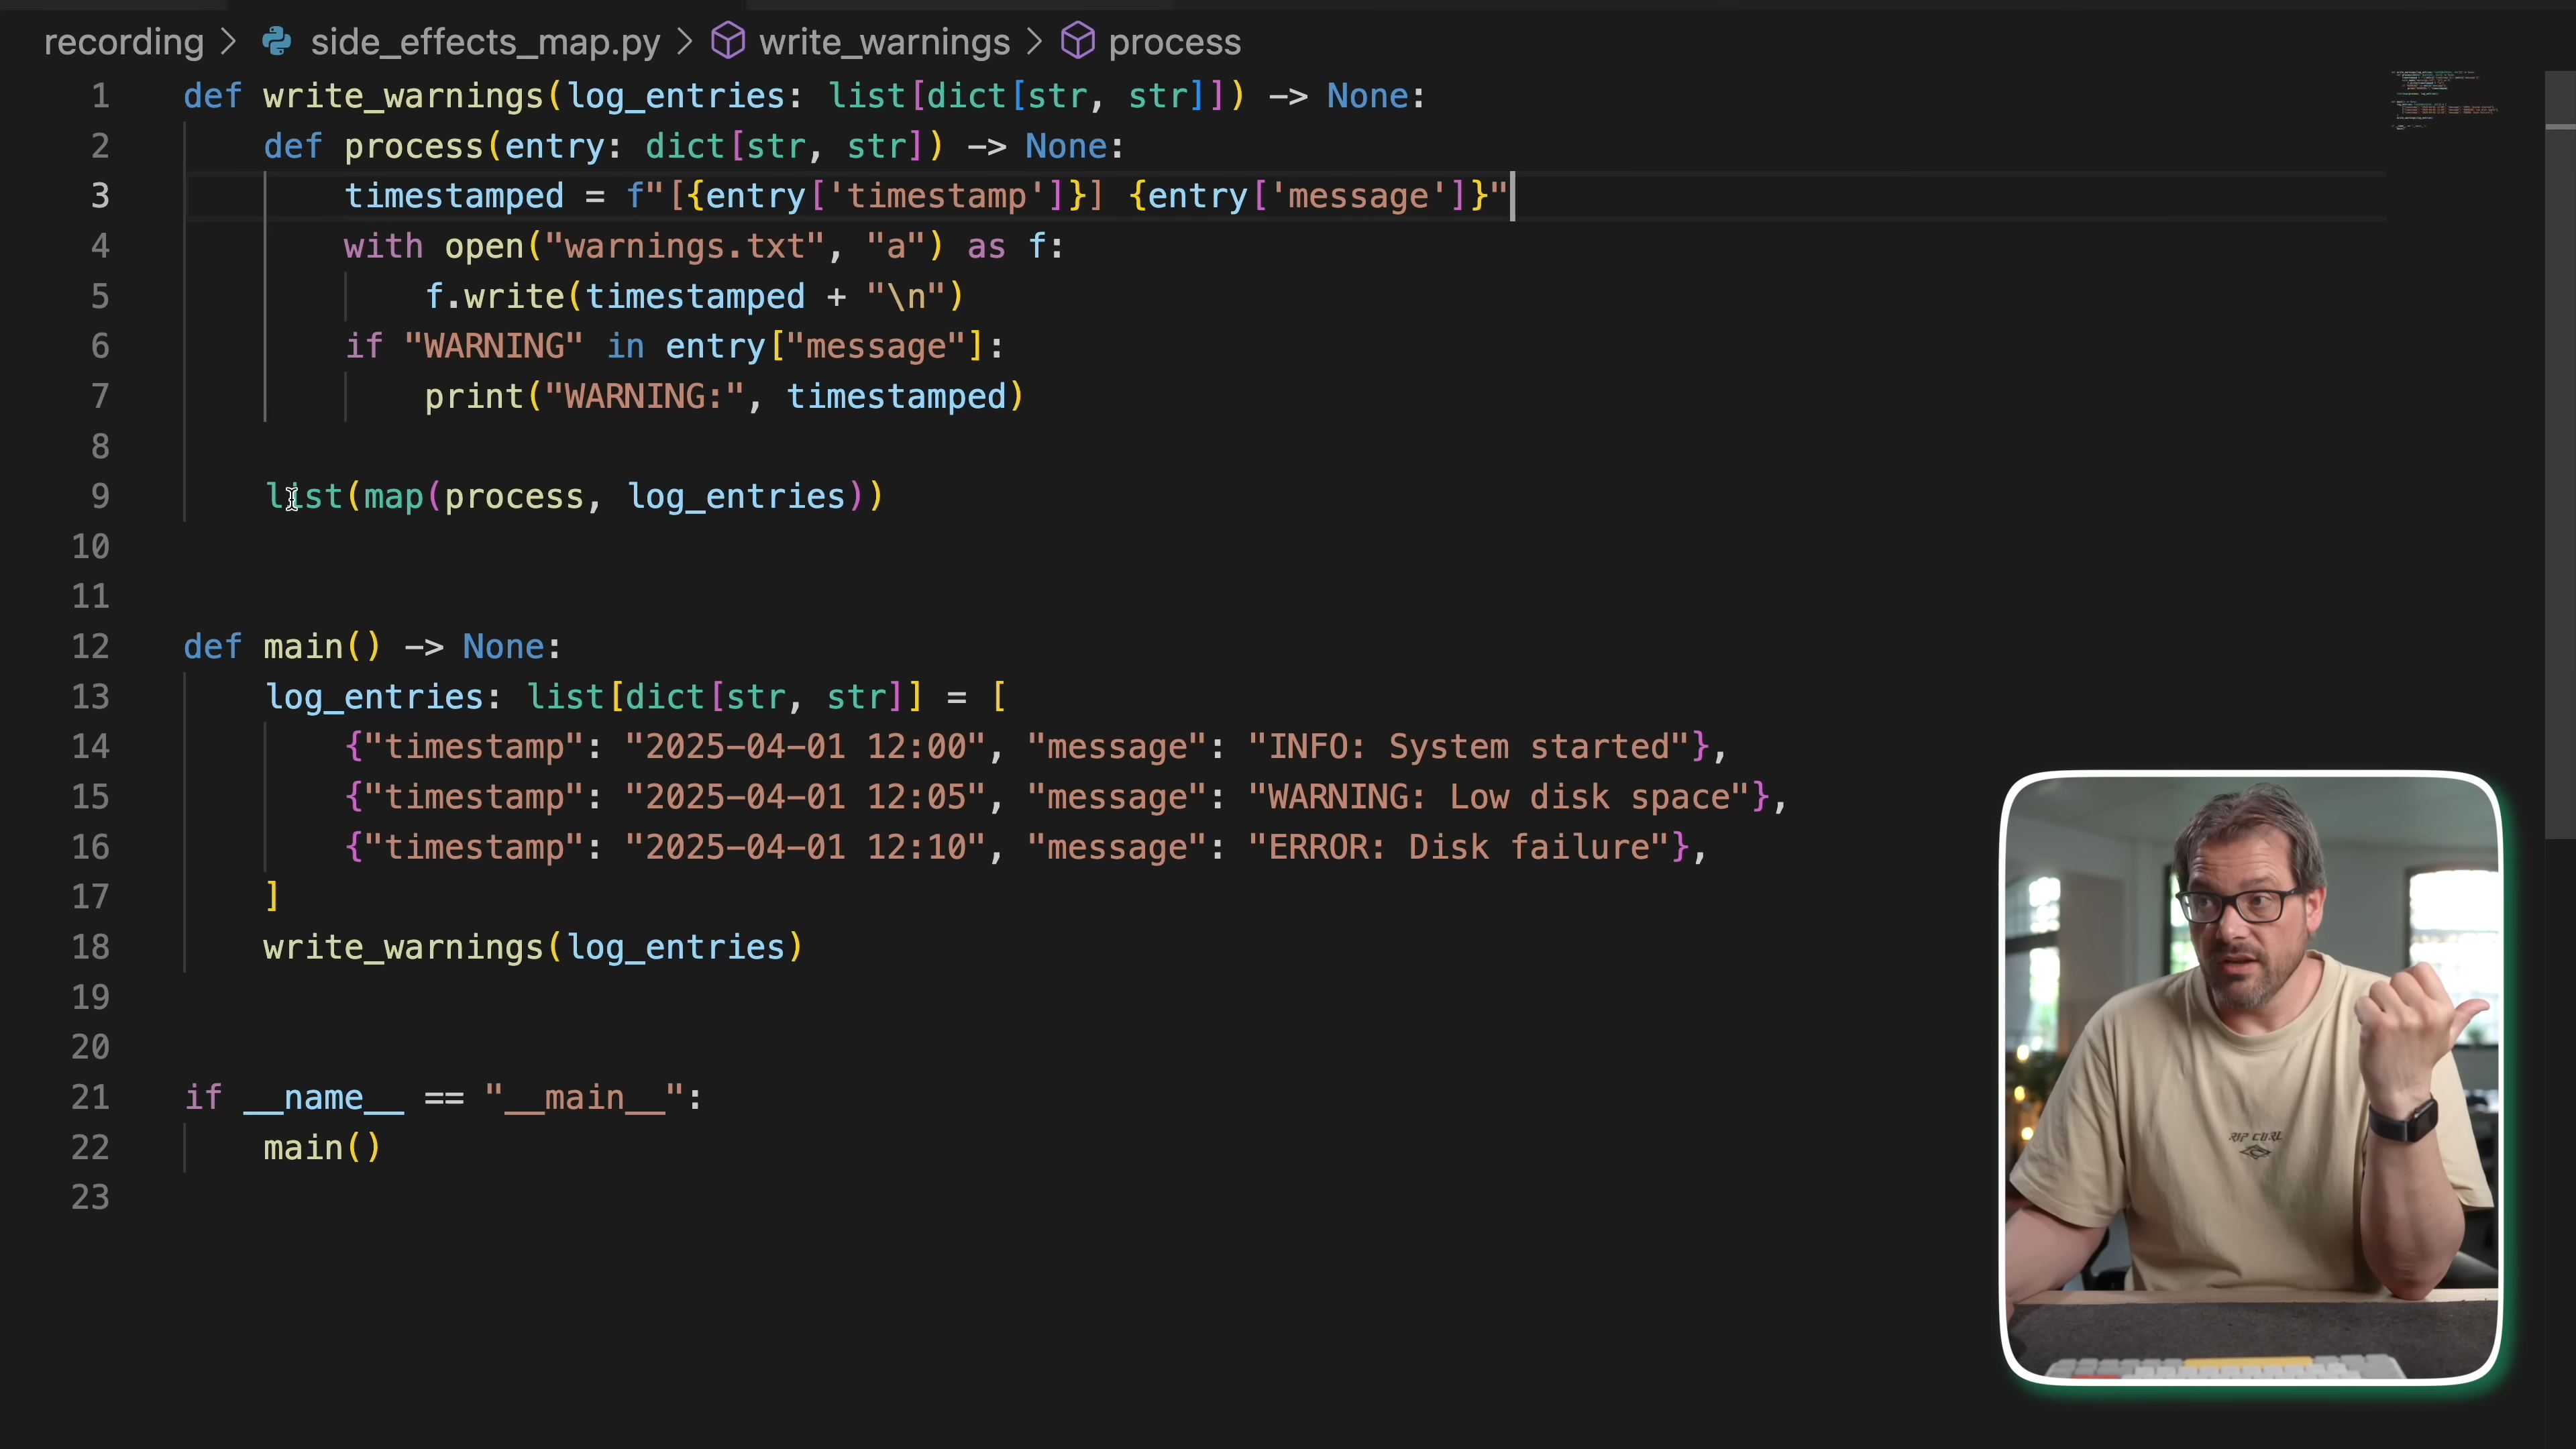 recording > side_effects_map.py > write_warnings > process
1 def write_warnings(log_entries: list[dict[str, str]]) -> None:
2     def process(entry: dict[str, str]) -> None:
3         timestamped = f"[{entry['timestamp']}] {entry['message']}"
4         with open("warnings.txt", "a") as f:
5             f.write(timestamped + "\n")
6         if "WARNING" in entry["message"]:
7             print("WARNING:", timestamped)
8
9     list(map(process, log_entries))
10
11
12 def main() -> None:
13     log_entries: list[dict[str, str]] = [
14         {"timestamp": "2025-04-01 12:00", "message": "INFO: System started"},
15         {"timestamp": "2025-04-01 12:05", "message": "WARNING: Low disk space"},
16         {"timestamp": "2025-04-01 12:10", "message": "ERROR: Disk failure"},
17     ]
18     write_warnings(log_entries)
19
20
21 if __name__ == "__main__":
22     main()
23
RIP CURL